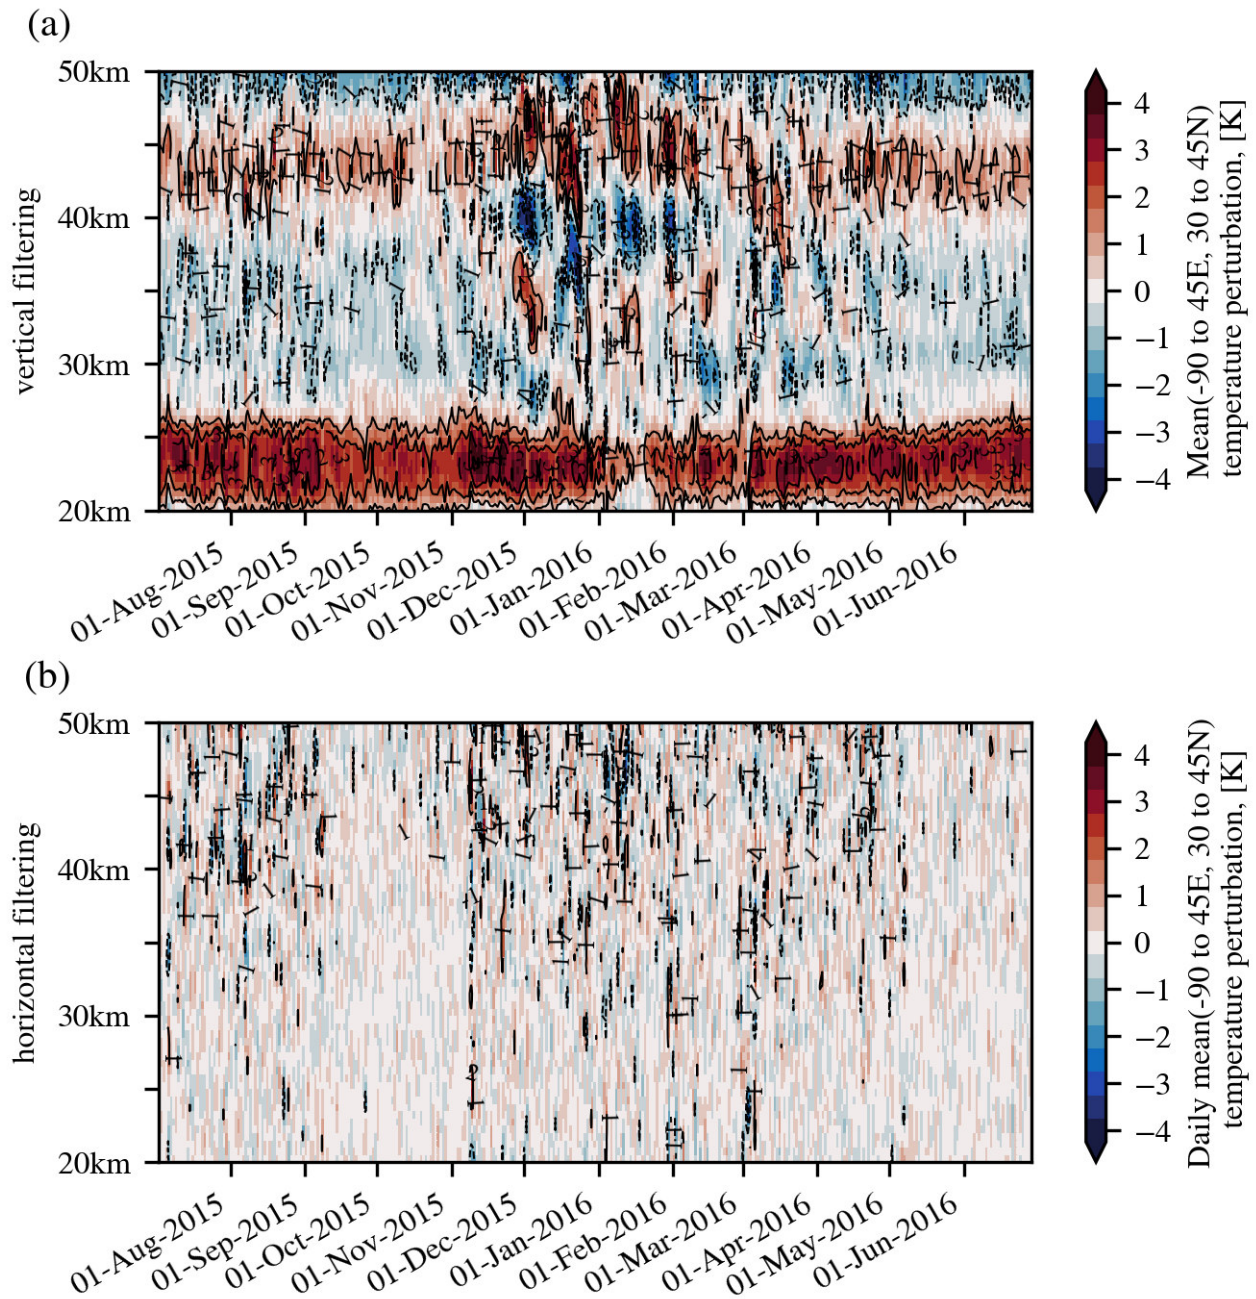 (a)
50km
40km
30km
20km
vertical filtering
01-Aug-2015
01-Sep-2015
01-Oct-2015
01-Nov-2015
01-Dec-2015
01-Jan-2016
01-Feb-2016
01-Mar-2016
01-Apr-2016
01-May-2016
01-Jun-2016
4
3
2
1
0
−1
−2
−3
−4
Mean(-90 to 45E, 30 to 45N)
temperature perturbation, [K]
(b)
50km
40km
30km
20km
horizontal filtering
01-Aug-2015
01-Sep-2015
01-Oct-2015
01-Nov-2015
01-Dec-2015
01-Jan-2016
01-Feb-2016
01-Mar-2016
01-Apr-2016
01-May-2016
01-Jun-2016
4
3
2
1
0
−1
−2
−3
−4
Daily mean(-90 to 45E, 30 to 45N)
temperature perturbation, [K]